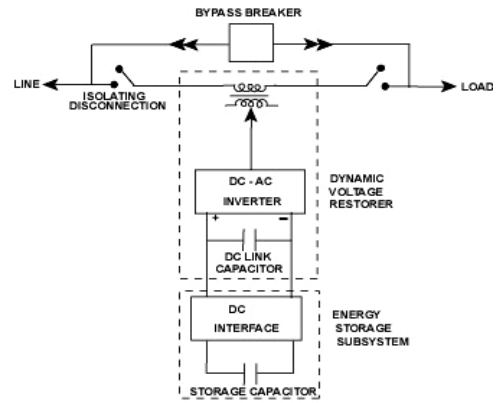 BYPASS BREAKER
LINE
LOAD
ISOLATING
DISCONNECTION
DC - AC
INVERTER
+ –
DYNAMIC
VOLTAGE
RESTORER
DC LINK
CAPACITOR
DC
INTERFACE
ENERGY
STORAGE
SUBSYSTEM
STORAGE CAPACITOR